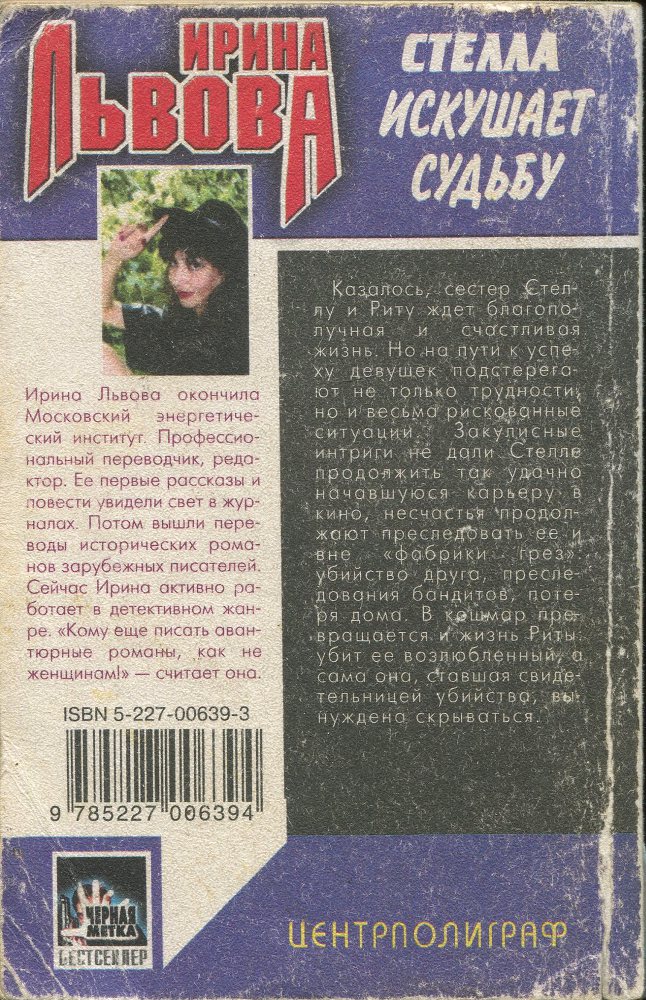 ИРИНА
ЛЬВОВА
СТЕЛЛА
ИСКУШАЕТ
СУДЬБУ
Ирина Львова окончила
Московский энергетиче-
ский институт. Профессио-
нальный переводчик, редак-
тор. Ее первые рассказы и
повести увидели свет в жур-
налах. Потом вышли пере-
воды исторических рома-
нов зарубежных писателей.
Сейчас Ирина активно ра-
ботает в детективном жан-
ре. «Кому еще писать аван-
тюрные романы, как не
женщинам!» — считает она.
Казалось, сестер Стел-
лу и Риту ждет благопо-
лучная и счастливая
жизнь. Но на пути к успе-
ху девушек подстерега-
ют не только трудности,
но и весьма рискованные
ситуации. Закулисные
интриги не дали Стелле
продолжить так удачно
начавшуюся карьеру в
кино, несчастья продол-
жают преследовать ее и
вне «фабрики грез»:
убийство друга, пресле-
дования бандитов, поте-
ря дома. В кошмар пре-
вращается и жизнь Риты:
убит ее возлюбленный, а
сама она, ставшая свиде-
тельницей убийства, вы-
нуждена скрываться.
ISBN 5-227-00639-3
9 785227 006394
ЧЕРНАЯ
МЕТКА
БЕСТСЕЛЛЕР
ЦЕНТРПОЛИГРАФ